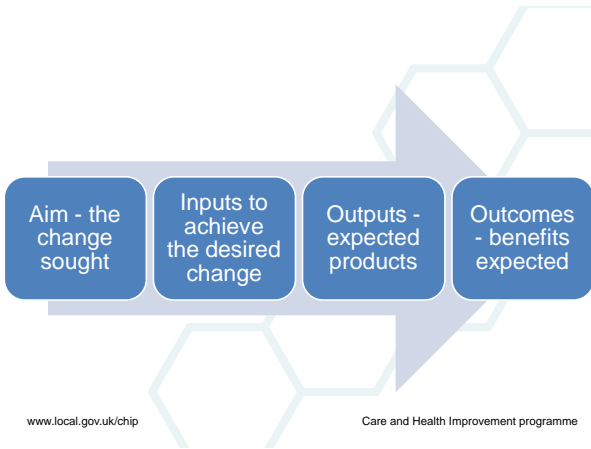 Aim - the
change
sought
Inputs to
achieve
the desired
change
Outputs -
expected
products
Outcomes
- benefits
expected
www.local.gov.uk/chip
Care and Health Improvement programme